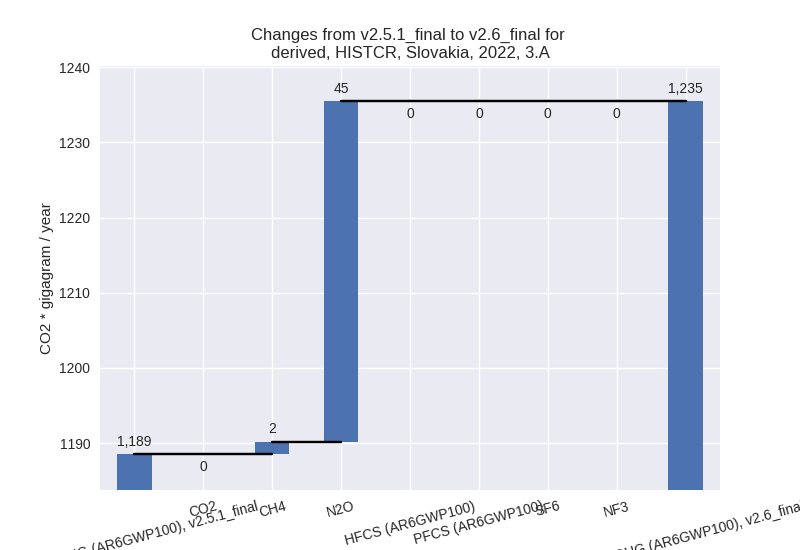 Changes from v2.5.1_final to v2.6_final for
derived, HISTCR, Slovakia, 2022, 3.A
CO2 * gigagram / year
1240
1230
1220
1210
1200
1190
1,189
0
2
45
0
0
0
0
1,235
(AR6GWP100), v2.5.1_final
CO2
CH4
N2O
HFCS (AR6GWP100)
PFCS (AR6GWP100)
SF6
NF3
(AR6GWP100), v2.6_final